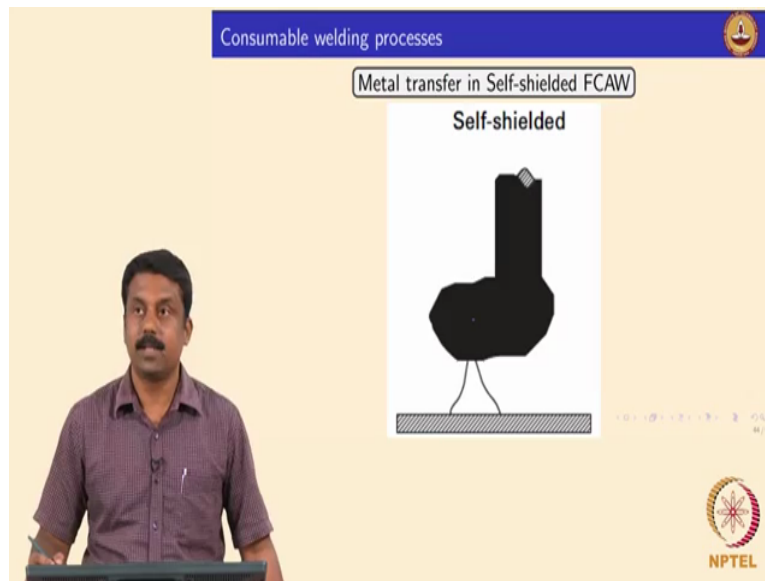 Consumable welding processes
Metal transfer in Self-shielded FCAW
Self-shielded
NPTEL